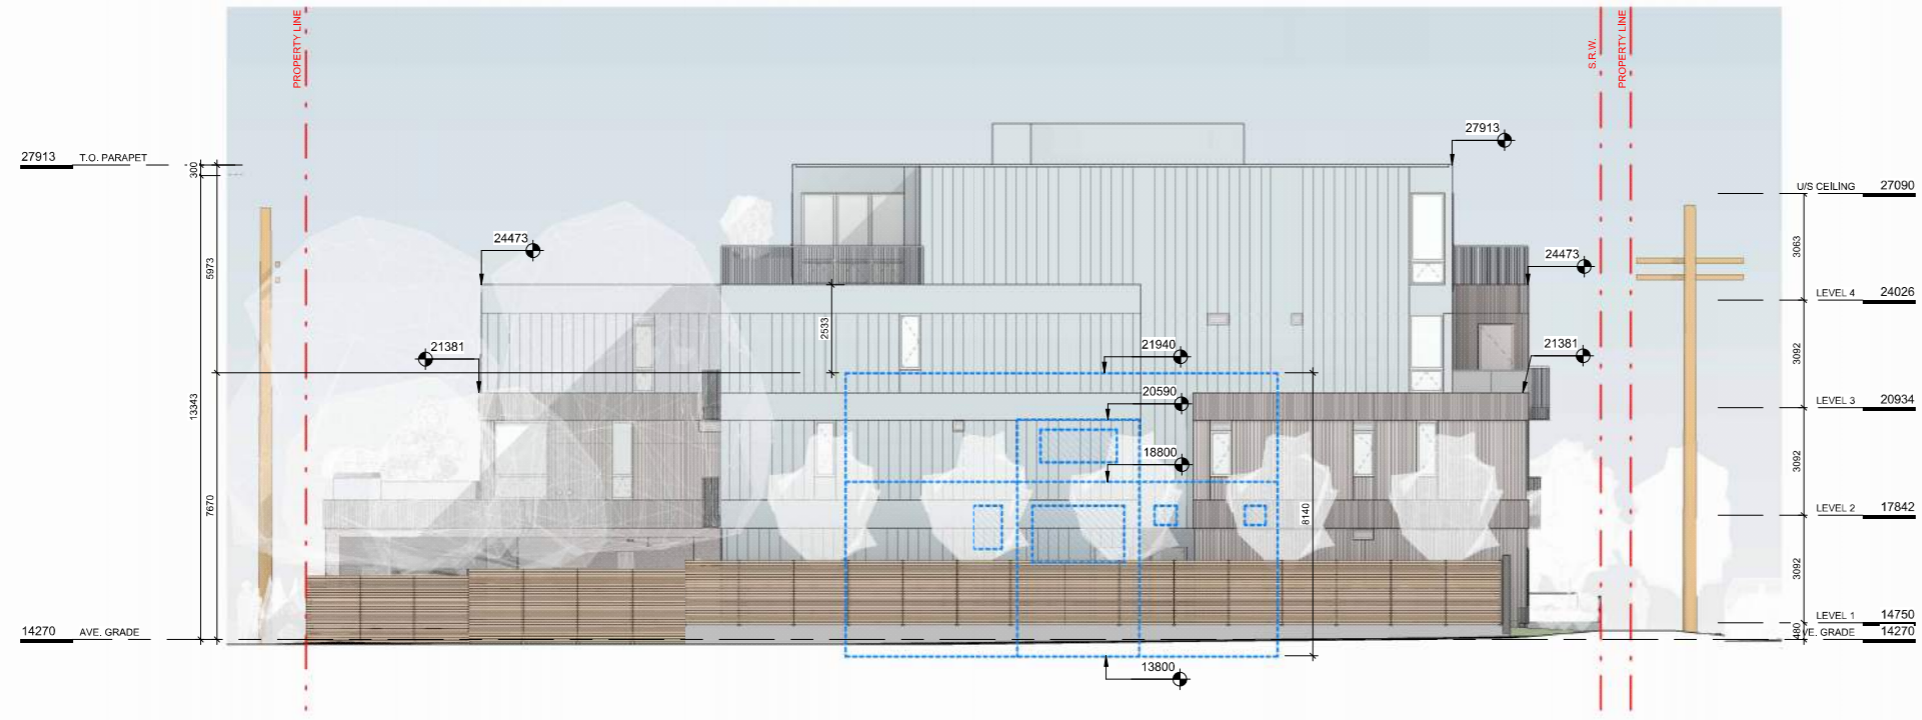 PROPERTY LINE
S.R.W.
PROPERTY LINE
27913 T.O. PARAPET
300
27913
U/S CEILING 27090
24473
24473
5973
3063
LEVEL 4 24026
2533
21381
21940
21381
3092
13343
20590
LEVEL 3 20934
18800
3092
7670
8140
LEVEL 2 17842
3092
LEVEL 1 14750
14270 AVE. GRADE
480
VE. GRADE 14270
13800